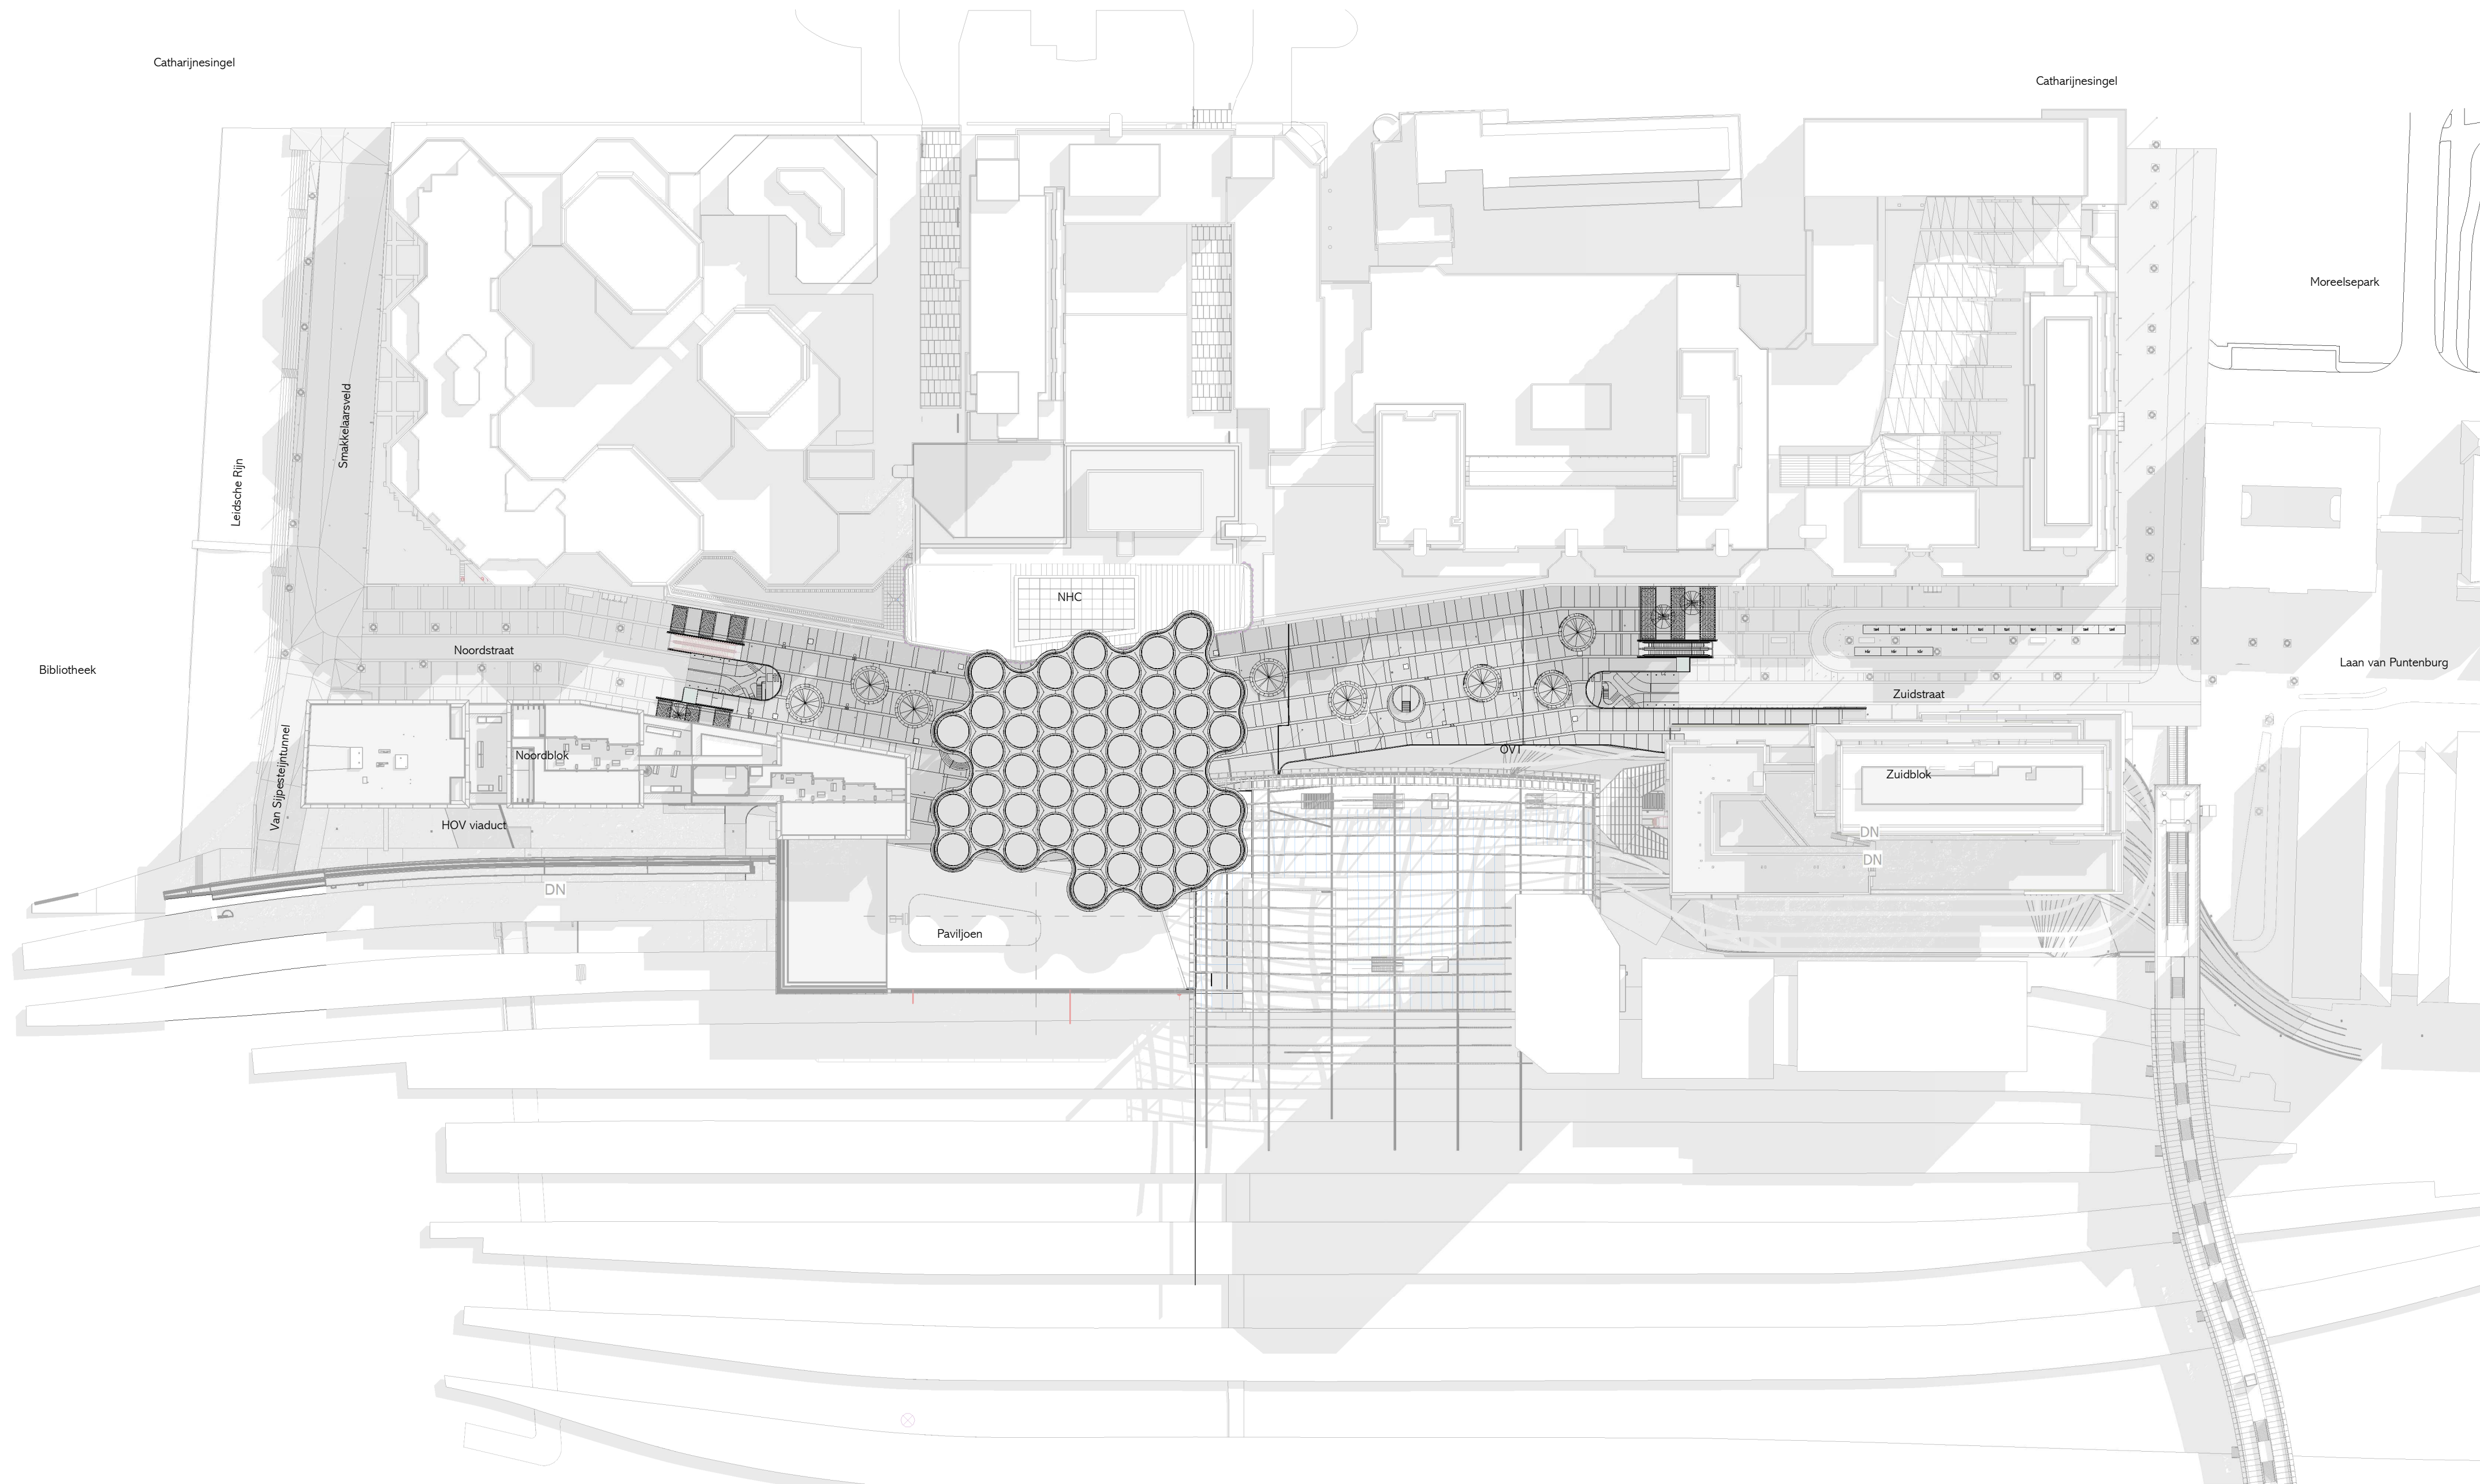 Catharijnesingel
Catharijnesingel
Moreelsepark
Smakkelaarsveld
Leidsche Rijn
NHC
Noordstraat
Bibliotheek
Laan van Puntenburg
Zuidstraat
OVT
Noordblok
Van Sijpesteijntunnel
Zuidblok
HOV viaduct
DN
DN
DN
Paviljoen